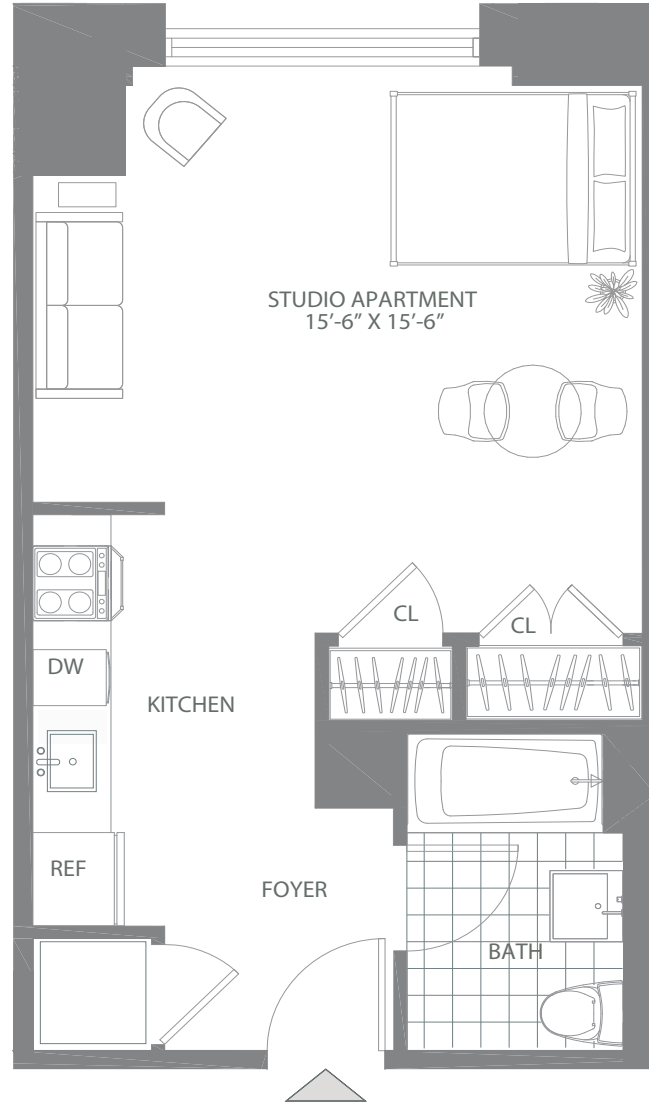 STUDIO APARTMENT
15’-6” X 15’-6”
CL
CL
DW
KITCHEN
REF
FOYER
BATH